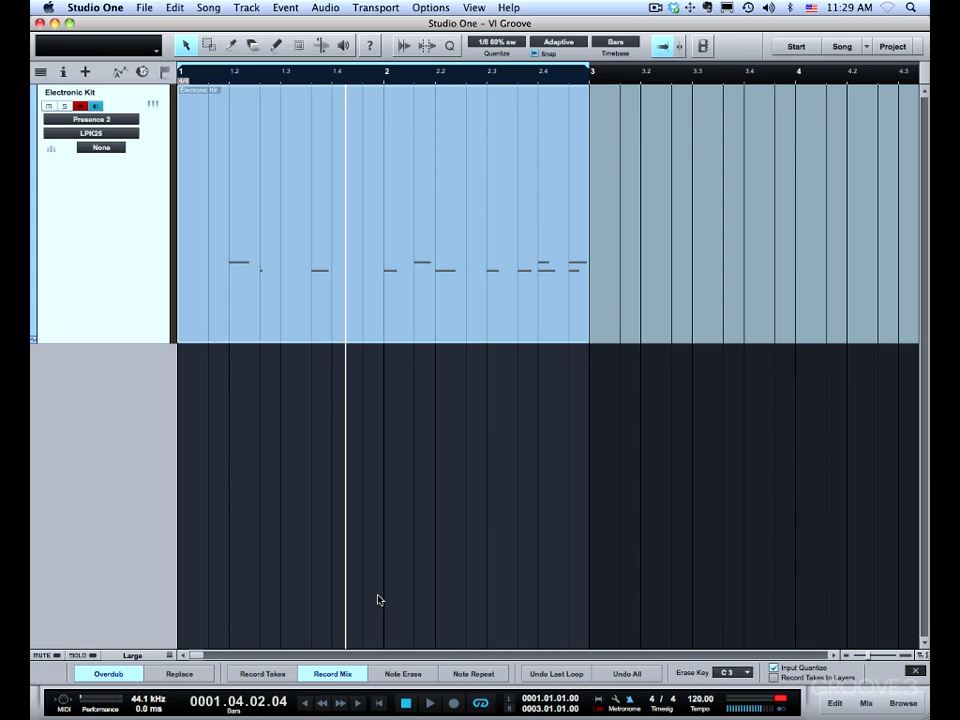 Studio One File Edit Song Track Event Audio Transport Options View Help 11:29 AM
Studio One – VI Groove
1/8 60% sw Adaptive Bars
Quantize Snap Timebase
Start Song Project
1 1.2 1.3 1.4 2 2.2 2.3 2.4 3 3.2 3.3 3.4 4 4.2 4.3
4/4
Electronic Kit
Electronic Kit
M S
Presence 2
LPK25
None
MUTE SOLO Large
Overdub Replace Record Takes Record Mix Note Erase Note Repeat Undo Last Loop Undo All Erase Key C 3 Input Quantize
Record Takes to Layers
GROOVE3
MIDI Performance 44.1 kHz
0.0 ms
0001.04.02.04
Bars
L 0001.01.01.00
R 0003.01.01.00
Metronome
4 / 4
Timesig
120.00
Tempo
Edit Mix Browse